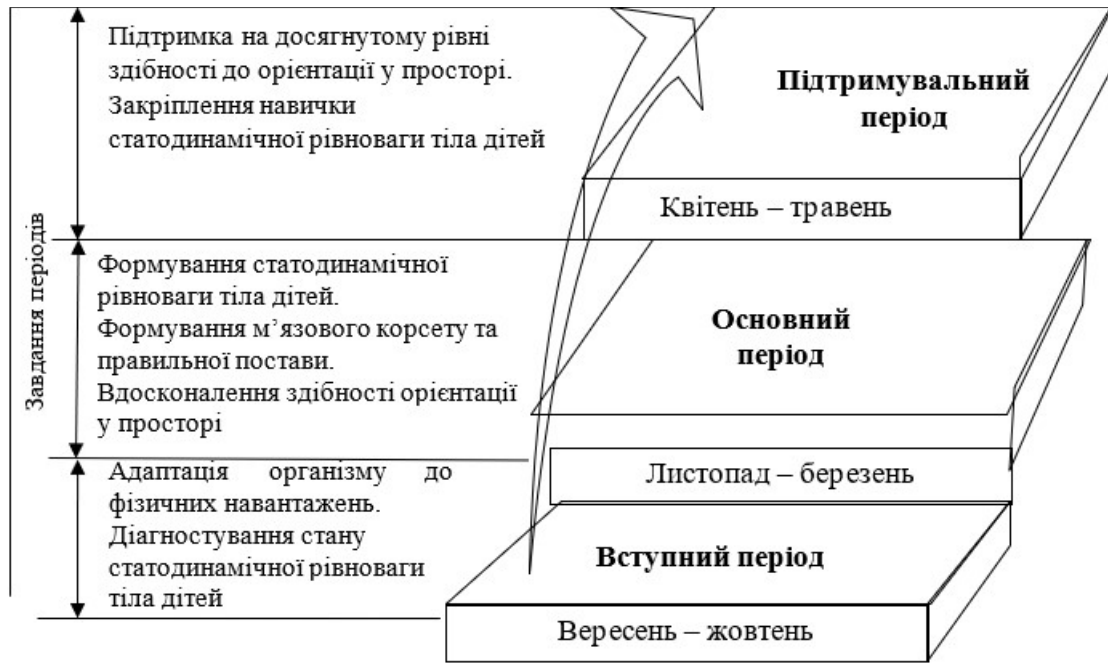 Підтримка на досягнутому рівні
здібності до орієнтації у просторі.
Закріплення навички
статодинамічної рівноваги тіла дітей
Підтримувальний
період
Квітень – травень
Завдання періодів
Формування статодинамічної
рівноваги тіла дітей.
Формування м’язового корсету та
правильної постави.
Вдосконалення здібності орієнтації
у просторі
Основний
період
Листопад – березень
Адаптація організму до
фізичних навантажень.
Діагностування стану
статодинамічної рівноваги
тіла дітей
Вступний період
Вересень – жовтень